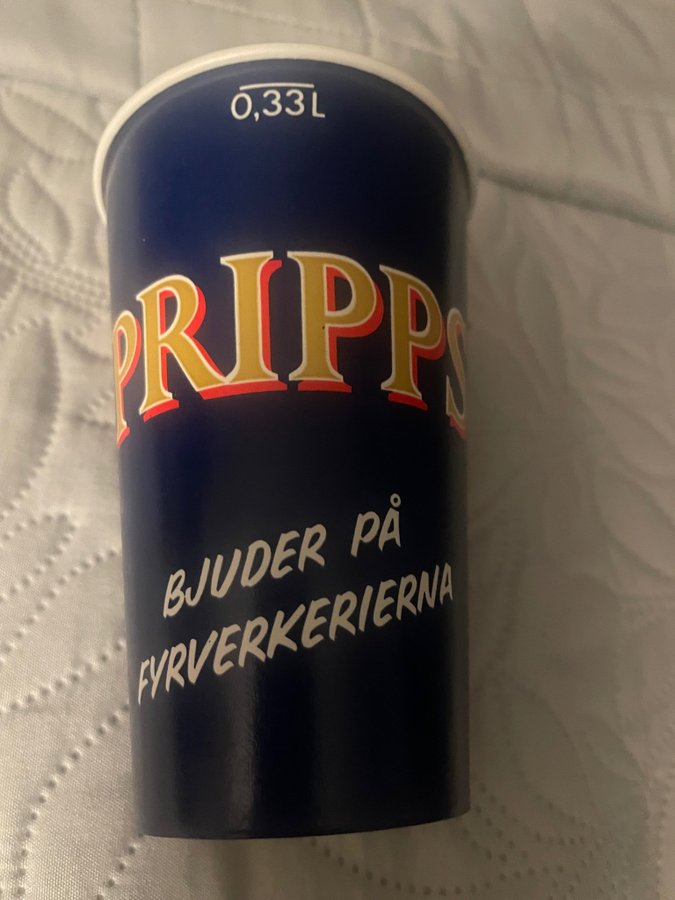 0,33L
PRIPPS
BJUDER PÅ
FYRVERKERIERNA